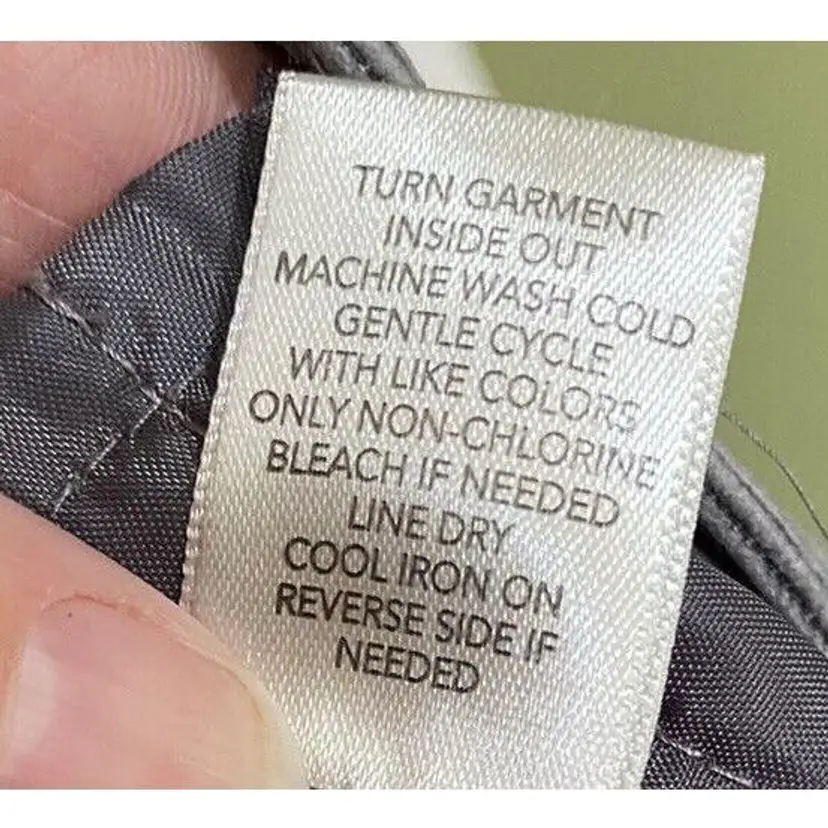 TURN GARMENT
INSIDE OUT
MACHINE WASH COLD
GENTLE CYCLE
WITH LIKE COLORS
ONLY NON-CHLORINE
BLEACH IF NEEDED
LINE DRY
COOL IRON ON
REVERSE SIDE IF
NEEDED